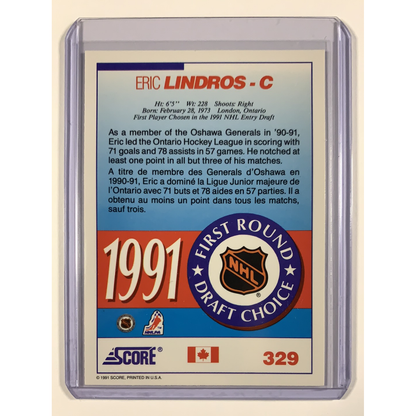 ERIC LINDROS - C
Ht: 6'5" Wt: 228 Shoots: Right
Born: February 28, 1973 London, Ontario
First Player Chosen in the 1991 NHL Entry Draft
As a member of the Oshawa Generals in '90-91,
Eric led the Ontario Hockey League in scoring with
71 goals and 78 assists in 57 games. He notched at
least one point in all but three of his matches.
A titre de membre des Generals d'Oshawa en
1990-91, Eric a dominé la Ligue Junior majeure de
l'Ontario avec 71 buts et 78 aides en 57 parties. Il a
obtenu au moins un point dans tous les matchs,
sauf trois.
1991
FIRST ROUND
NHL
DRAFT CHOICE
NHL
NHLPA
SCORE
329
© 1991 SCORE, PRINTED IN U.S.A.